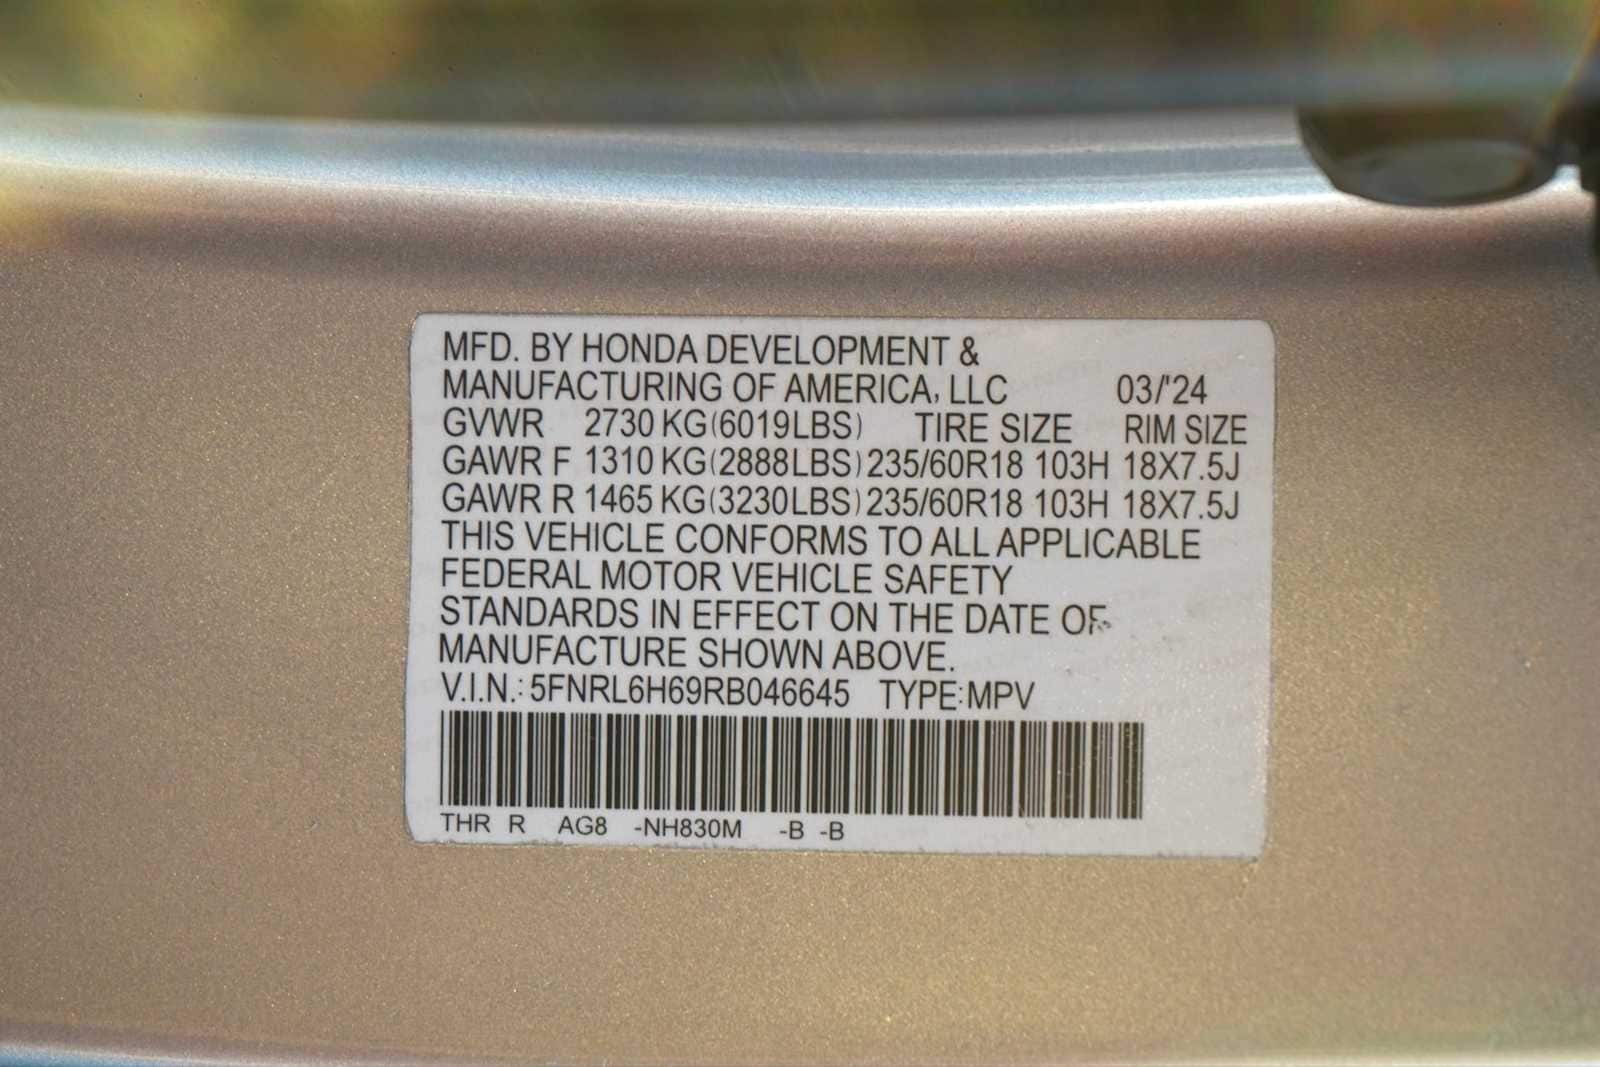 MFD. BY HONDA DEVELOPMENT &
MANUFACTURING OF AMERICA, LLC 03/'24
GVWR 2730 KG(6019LBS) TIRE SIZE RIM SIZE
GAWR F 1310 KG(2888LBS) 235/60R18 103H 18X7.5J
GAWR R 1465 KG(3230LBS) 235/60R18 103H 18X7.5J
THIS VEHICLE CONFORMS TO ALL APPLICABLE
FEDERAL MOTOR VEHICLE SAFETY
STANDARDS IN EFFECT ON THE DATE OF
MANUFACTURE SHOWN ABOVE.
V.I.N.: 5FNRL6H69RB046645 TYPE:MPV
THR R AG8 -NH830M -B -B